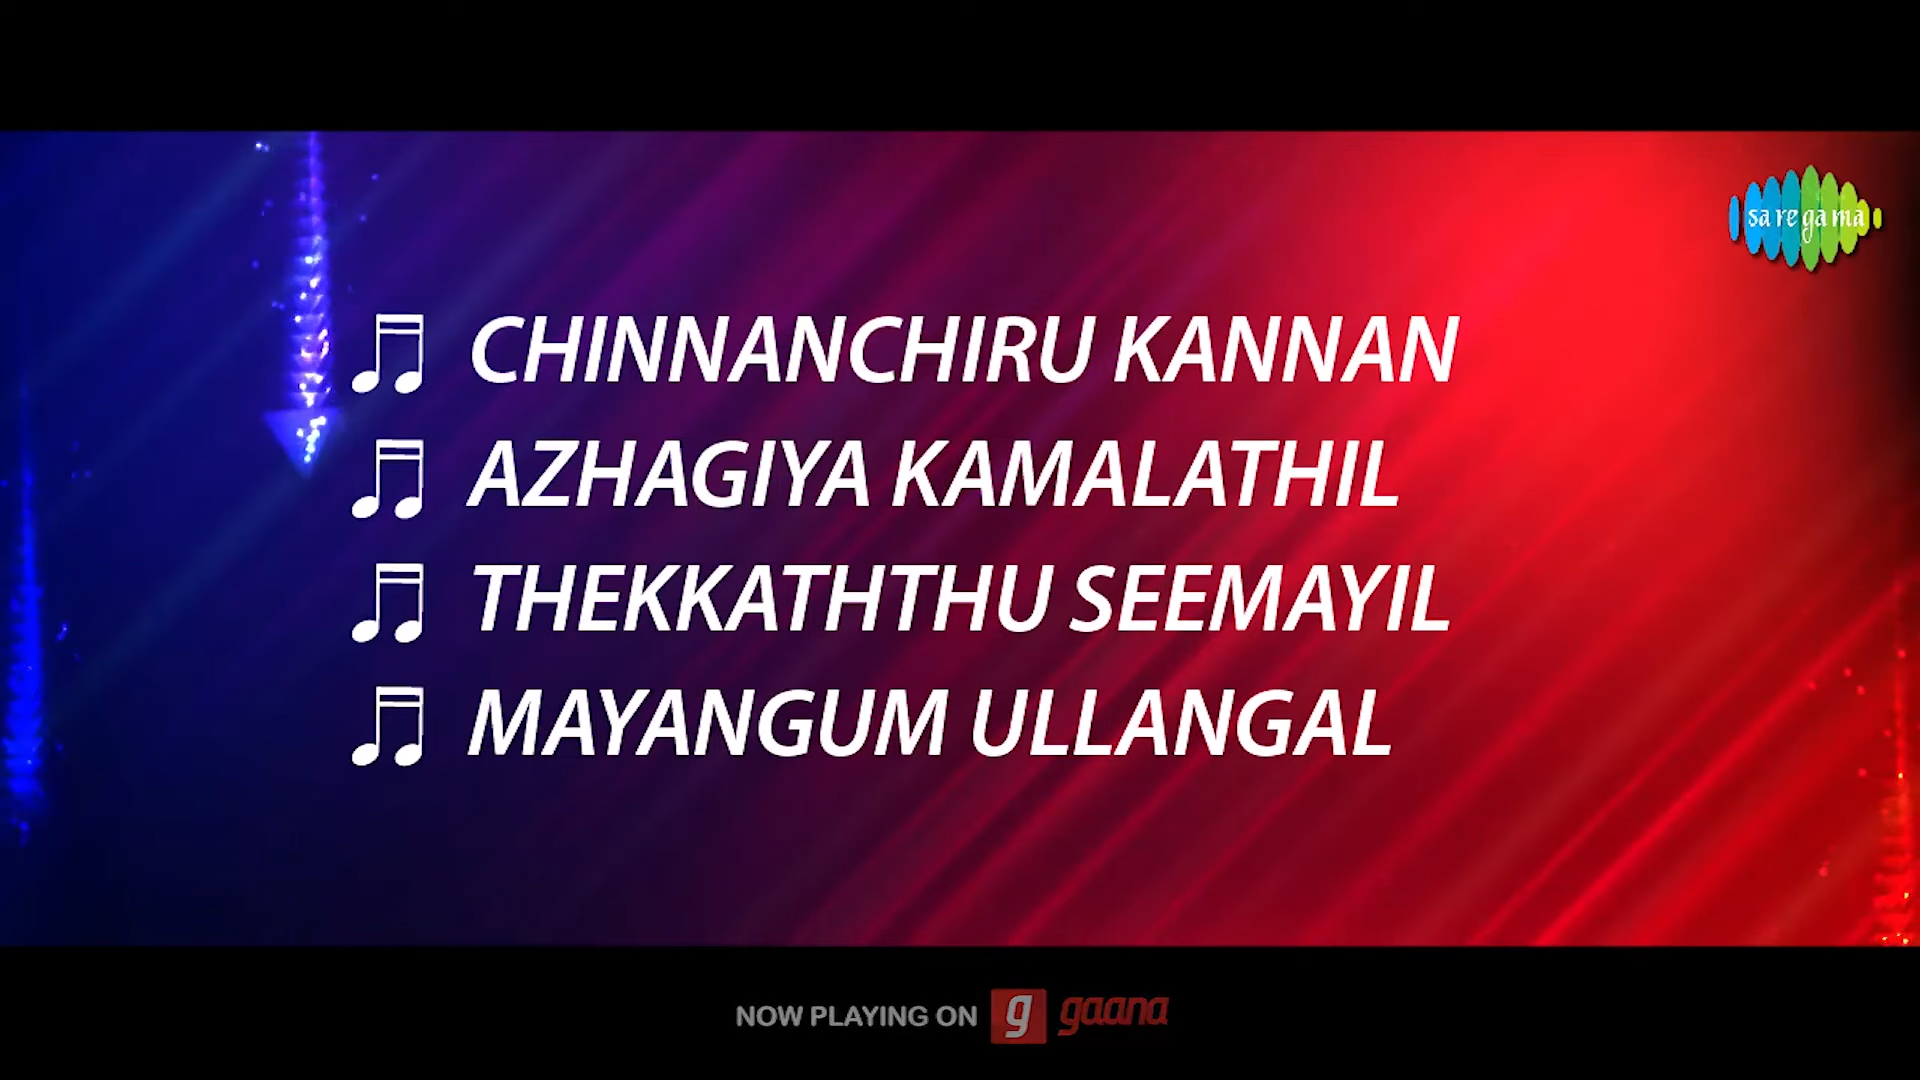 saregama
CHINNANCHIRU KANNAN
AZHAGIYA KAMALATHIL
THEKKATHTHU SEEMAYIL
MAYANGUM ULLANGAL
NOW PLAYING ON g gaana